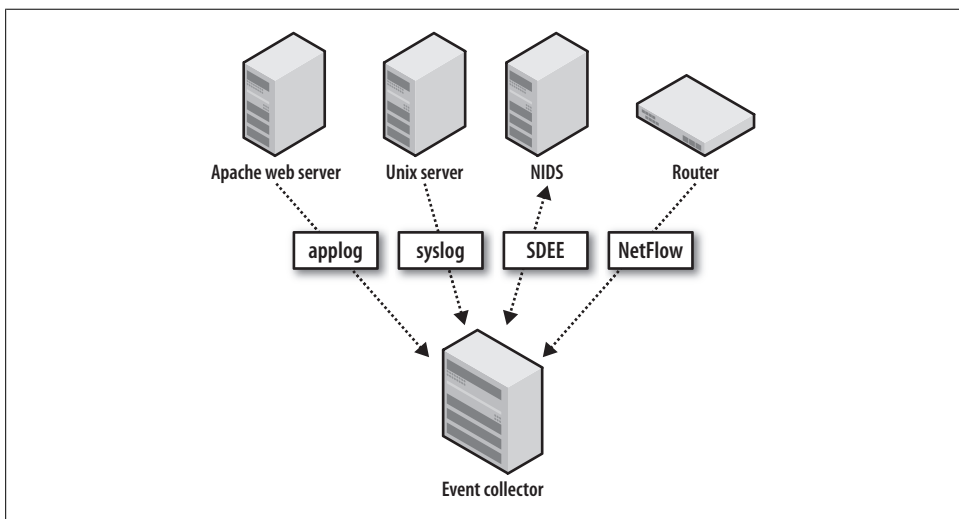 Apache web server
Unix server
NIDS
Router
applog
syslog
SDEE
NetFlow
Event collector